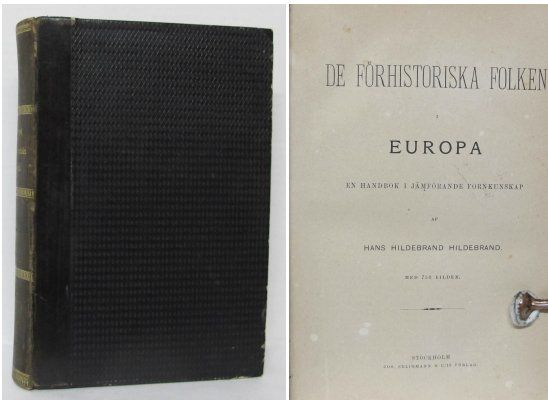 DE FÖRHISTORISKA FOLKEN
I
EUROPA
EN HANDBOK I JÄMFÖRANDE FORNKUNSKAP
AF
HANS HILDEBRAND HILDEBRAND.
MED BILDER.
STOCKHOLM
JOS. SELIGMANN & C:IS FÖRLAG.